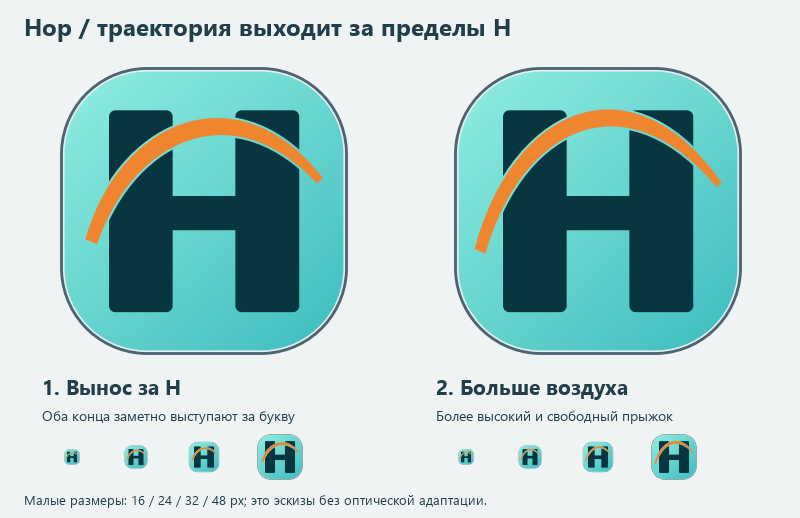 Hop / траектория выходит за пределы H
H
H
1. Вынос за H
2. Больше воздуха
Оба конца заметно выступают за букву
Более высокий и свободный прыжок
H
H
H
H
H
H
H
H
Малые размеры: 16 / 24 / 32 / 48 px; это эскизы без оптической адаптации.